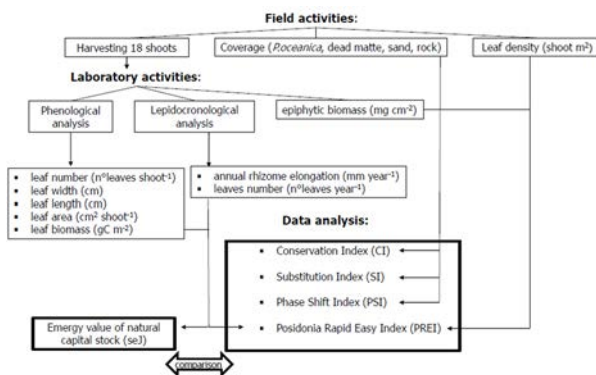 Field activities:
Harvesting 18 shoots
Coverage (P.oceanica, dead matte, sand, rock)
Leaf density (shoot m²)
Laboratory activities:
Phenological
analysis
Lepidocronological
analysis
epiphytic biomass (mg cm⁻²)
▪ leaf number (n°leaves shoot⁻¹)
▪ leaf width (cm)
▪ leaf length (cm)
▪ leaf area (cm² shoot⁻¹)
▪ leaf biomass (gC m⁻²)
▪ annual rhizome elongation (mm year⁻¹)
▪ leaves number (n°leaves year⁻¹)
Data analysis:
▪ Conservation Index (CI)
▪ Substitution Index (SI)
▪ Phase Shift Index (PSI)
▪ Posidonia Rapid Easy Index (PREI)
Emergy value of natural
capital stock (seJ)
comparison